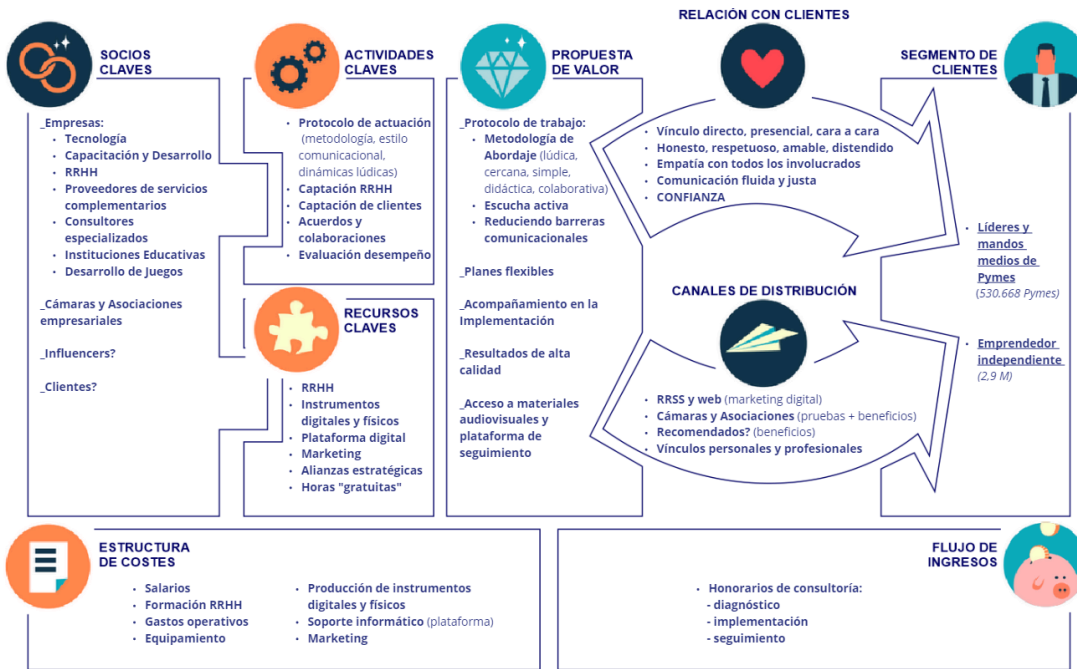 SOCIOS
CLAVES
_Empresas:
• Tecnología
• Capacitación y Desarrollo
• RRHH
• Proveedores de servicios
complementarios
• Consultores
especializados
• Instituciones Educativas
• Desarrollo de Juegos
_Cámaras y Asociaciones
empresariales
_Influencers?
_Clientes?
ACTIVIDADES
CLAVES
• Protocolo de actuación
(metodología, estilo
comunicacional,
dinámicas lúdicas)
• Captación RRHH
• Captación de clientes
• Acuerdos y
colaboraciones
• Evaluación desempeño
RECURSOS
CLAVES
• RRHH
• Instrumentos
digitales y físicos
• Plataforma digital
• Marketing
• Alianzas estratégicas
• Horas "gratuitas"
PROPUESTA
DE VALOR
_Protocolo de trabajo:
• Metodología de
Abordaje (lúdica,
cercana, simple,
didáctica, colaborativa)
• Escucha activa
• Reduciendo barreras
comunicacionales
_Planes flexibles
_Acompañamiento en la
Implementación
_Resultados de alta
calidad
_Acceso a materiales
audiovisuales y
plataforma de
seguimiento
RELACIÓN CON CLIENTES
• Vínculo directo, presencial, cara a cara
• Honesto, respetuoso, amable, distendido
• Empatía con todos los involucrados
• Comunicación fluida y justa
• CONFIANZA
CANALES DE DISTRIBUCIÓN
• RRSS y web (marketing digital)
• Cámaras y Asociaciones (pruebas + beneficios)
• Recomendados? (beneficios)
• Vínculos personales y profesionales
SEGMENTO DE
CLIENTES
• Líderes y
mandos
medios de
Pymes
(530.668 Pymes)
• Emprendedor
independiente
(2,9 M)
ESTRUCTURA
DE COSTES
• Salarios
• Formación RRHH
• Gastos operativos
• Equipamiento
• Producción de instrumentos
digitales y físicos
• Soporte informático (plataforma)
• Marketing
FLUJO DE
INGRESOS
• Honorarios de consultoría:
- diagnóstico
- implementación
- seguimiento